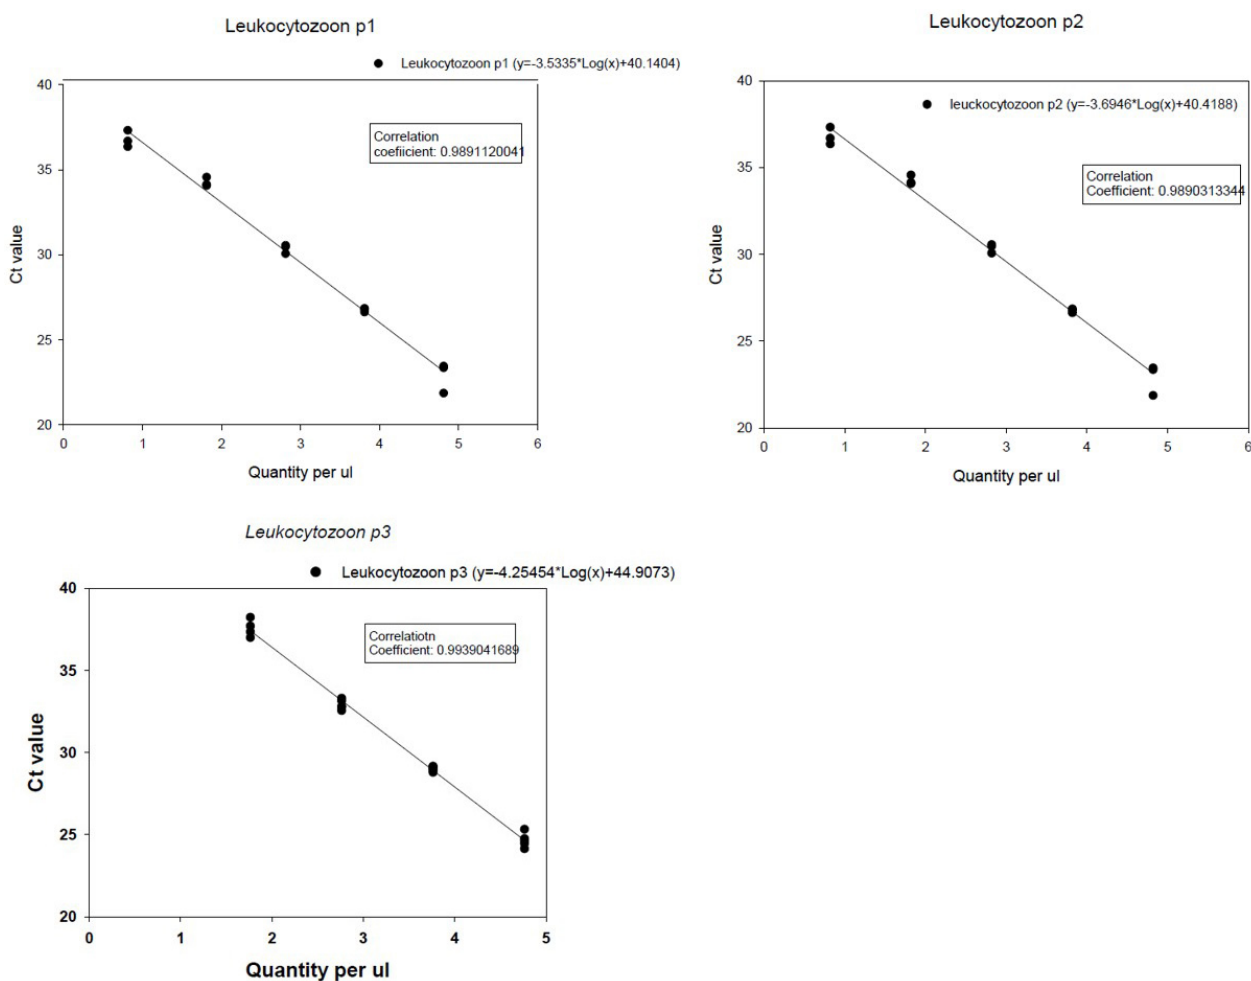 Leukocytozoon p1
Leukocytozoon p1 (y=-3.5335*Log(x)+40.1404)
Correlation
coefiicient: 0.9891120041
40
35
30
25
20
Ct value
0 1 2 3 4 5 6
Quantity per ul
Leukocytozoon p2
leuckocytozoon p2 (y=-3.6946*Log(x)+40.4188)
Correlation
Coefficient: 0.9890313344
40
35
30
25
20
Ct value
0 1 2 3 4 5 6
Quantity per ul
Leukocytozoon p3
Leukocytozoon p3 (y=-4.25454*Log(x)+44.9073)
Correlatiotn
Coefficient: 0.9939041689
40
35
30
25
20
Ct value
0 1 2 3 4 5
Quantity per ul